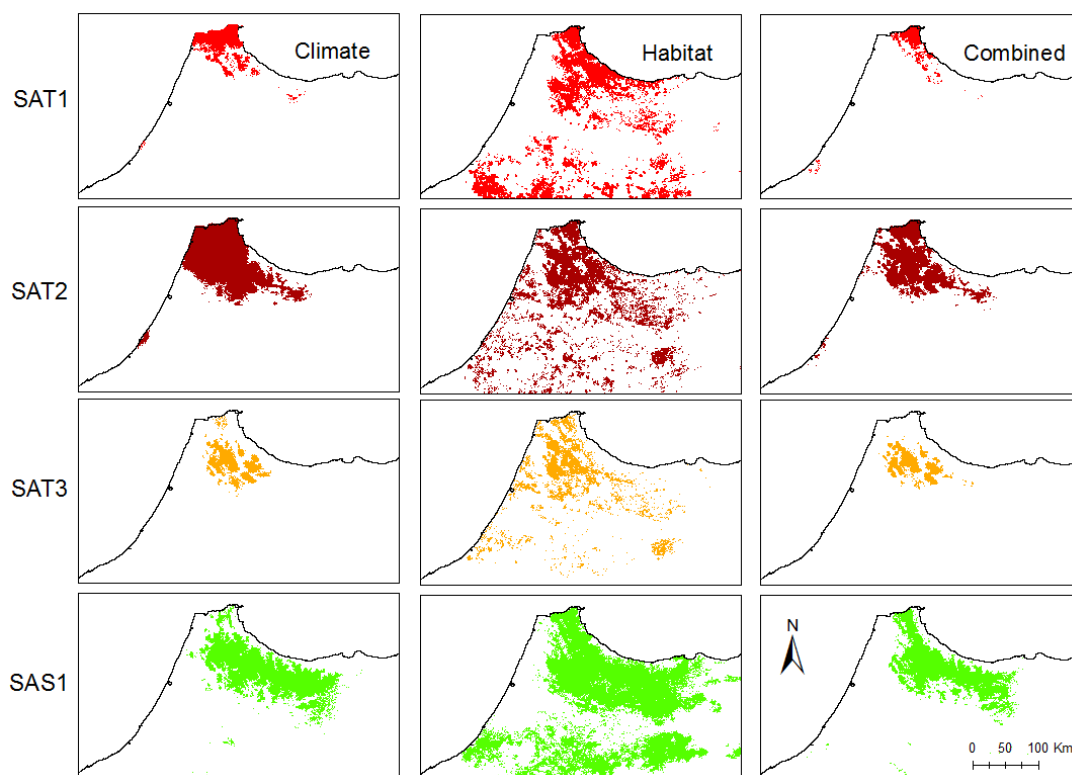 Climate
Habitat
Combined
SAT1
SAT2
SAT3
SAS1
N
0 50 100 Km